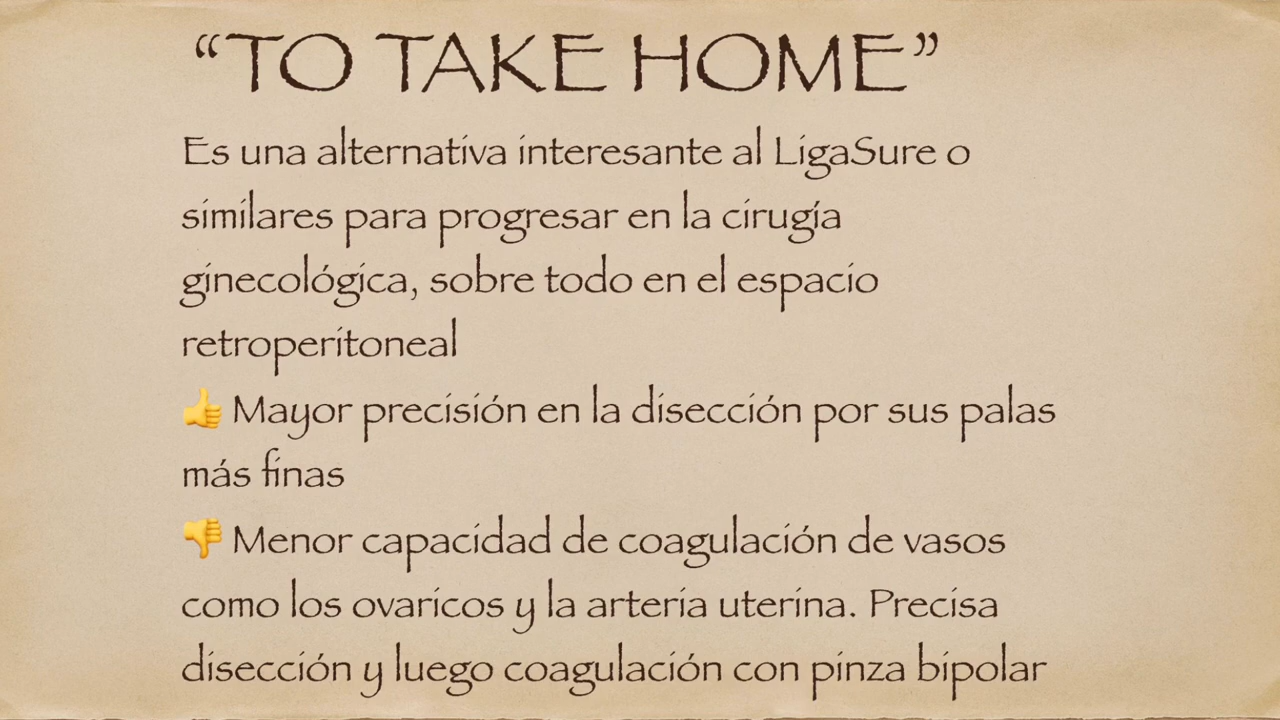 “TO TAKE HOME”
Es una alternativa interesante al LigaSure o
similares para progresar en la cirugía
ginecológica, sobre todo en el espacio
retroperitoneal
👍 Mayor precisión en la disección por sus palas
más finas
👎 Menor capacidad de coagulación de vasos
como los ovaricos y la arteria uterina. Precisa
disección y luego coagulación con pinza bipolar